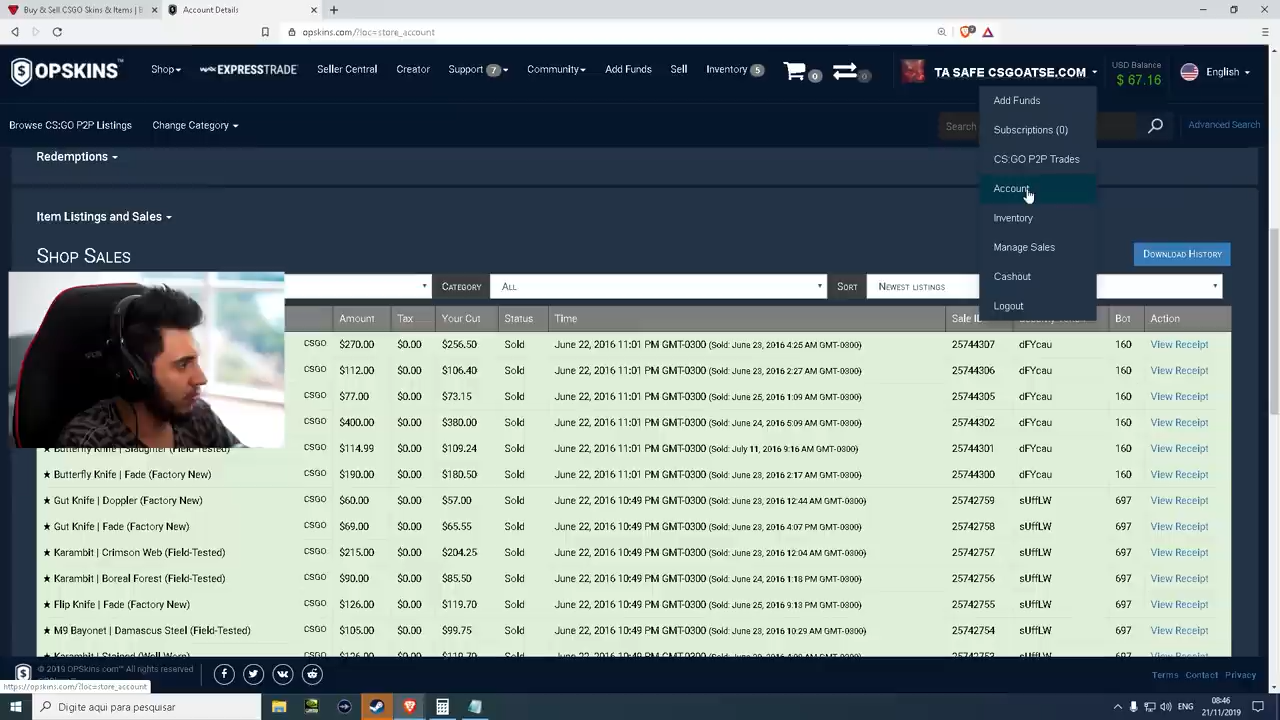 Buy & Sell CSGO Skins & Items | B
Account Details
opskins.com/?loc=store_account
OPSKINS
Shop
EXPRESSTRADE
Seller Central
Creator
Support 7
Community
Add Funds
Sell
Inventory 5
0
0
TA SAFE CSGOATSE.COM
USD Balance
$ 67.16
English
Browse CS:GO P2P Listings
Change Category
Search
Advanced Search
Add Funds
Subscriptions (0)
CS:GO P2P Trades
Account
Inventory
Manage Sales
Cashout
Logout
Redemptions
Item Listings and Sales
SHOP SALES
DOWNLOAD HISTORY
CATEGORY ALL SORT NEWEST LISTINGS
Amount Tax Your Cut Status Time Sale ID Bot Action
CSGO $270.00 $0.00 $256.50 Sold June 22, 2016 11:01 PM GMT-0300 (Sold: June 23, 2016 4:25 AM GMT-0300) 25744307 dFYcau 160 View Receipt
CSGO $112.00 $0.00 $106.40 Sold June 22, 2016 11:01 PM GMT-0300 (Sold: June 23, 2016 2:27 AM GMT-0300) 25744306 dFYcau 160 View Receipt
CSGO $77.00 $0.00 $73.15 Sold June 22, 2016 11:01 PM GMT-0300 (Sold: June 25, 2016 1:09 AM GMT-0300) 25744305 dFYcau 160 View Receipt
CSGO $400.00 $0.00 $380.00 Sold June 22, 2016 11:01 PM GMT-0300 (Sold: June 24, 2016 5:09 AM GMT-0300) 25744302 dFYcau 160 View Receipt
★ Butterfly Knife | Slaughter (Field-Tested) CSGO $114.99 $0.00 $109.24 Sold June 22, 2016 11:01 PM GMT-0300 (Sold: July 11, 2016 9:16 AM GMT-0300) 25744301 dFYcau 160 View Receipt
★ Butterfly Knife | Fade (Factory New) CSGO $190.00 $0.00 $180.50 Sold June 22, 2016 11:01 PM GMT-0300 (Sold: June 23, 2016 2:17 AM GMT-0300) 25744300 dFYcau 160 View Receipt
★ Gut Knife | Doppler (Factory New) CSGO $60.00 $0.00 $57.00 Sold June 22, 2016 10:49 PM GMT-0300 (Sold: June 23, 2016 12:44 AM GMT-0300) 25742759 sUffLW 697 View Receipt
★ Gut Knife | Fade (Factory New) CSGO $69.00 $0.00 $65.55 Sold June 22, 2016 10:49 PM GMT-0300 (Sold: June 23, 2016 4:07 PM GMT-0300) 25742758 sUffLW 697 View Receipt
★ Karambit | Crimson Web (Field-Tested) CSGO $215.00 $0.00 $204.25 Sold June 22, 2016 10:49 PM GMT-0300 (Sold: June 23, 2016 12:04 AM GMT-0300) 25742757 sUffLW 697 View Receipt
★ Karambit | Boreal Forest (Field-Tested) CSGO $90.00 $0.00 $85.50 Sold June 22, 2016 10:49 PM GMT-0300 (Sold: June 24, 2016 1:18 PM GMT-0300) 25742756 sUffLW 697 View Receipt
★ Flip Knife | Fade (Factory New) CSGO $126.00 $0.00 $119.70 Sold June 22, 2016 10:49 PM GMT-0300 (Sold: June 25, 2016 9:13 PM GMT-0300) 25742755 sUffLW 697 View Receipt
★ M9 Bayonet | Damascus Steel (Field-Tested) CSGO $105.00 $0.00 $99.75 Sold June 22, 2016 10:49 PM GMT-0300 (Sold: June 23, 2016 10:29 AM GMT-0300) 25742754 sUffLW 697 View Receipt
© 2019 OPSkins.com™ All rights reserved
Terms Contact Privacy
https://opskins.com/?loc=store_account
Digite aqui para pesquisar
ENG
08:46
21/11/2019